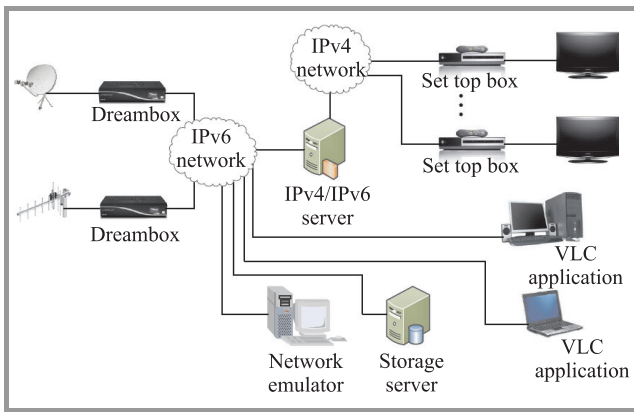 IPv4
network
Set top box
Dreambox
IPv6
network
Set top box
IPv4/IPv6
server
Dreambox
VLC
application
Network
emulator
Storage
server
VLC
application